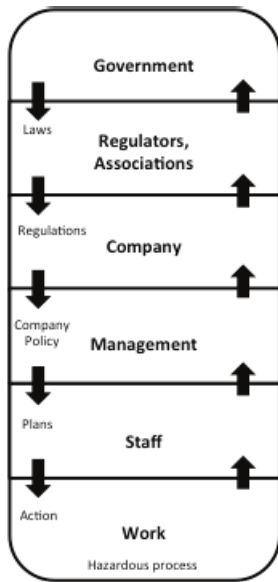 Government
Laws
Regulators,
Associations
Regulations
Company
Company
Policy
Management
Plans
Staff
Action
Work
Hazardous process